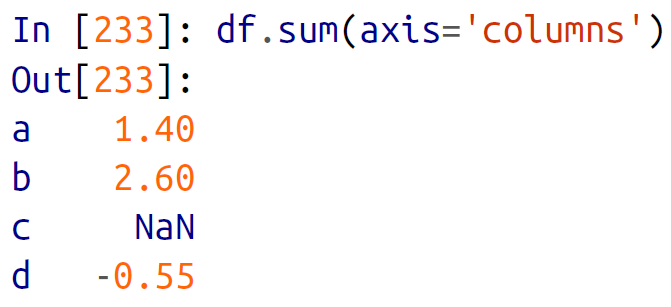 In [233]: df.sum(axis='columns')
Out[233]:
a    1.40
b    2.60
c     NaN
d   -0.55